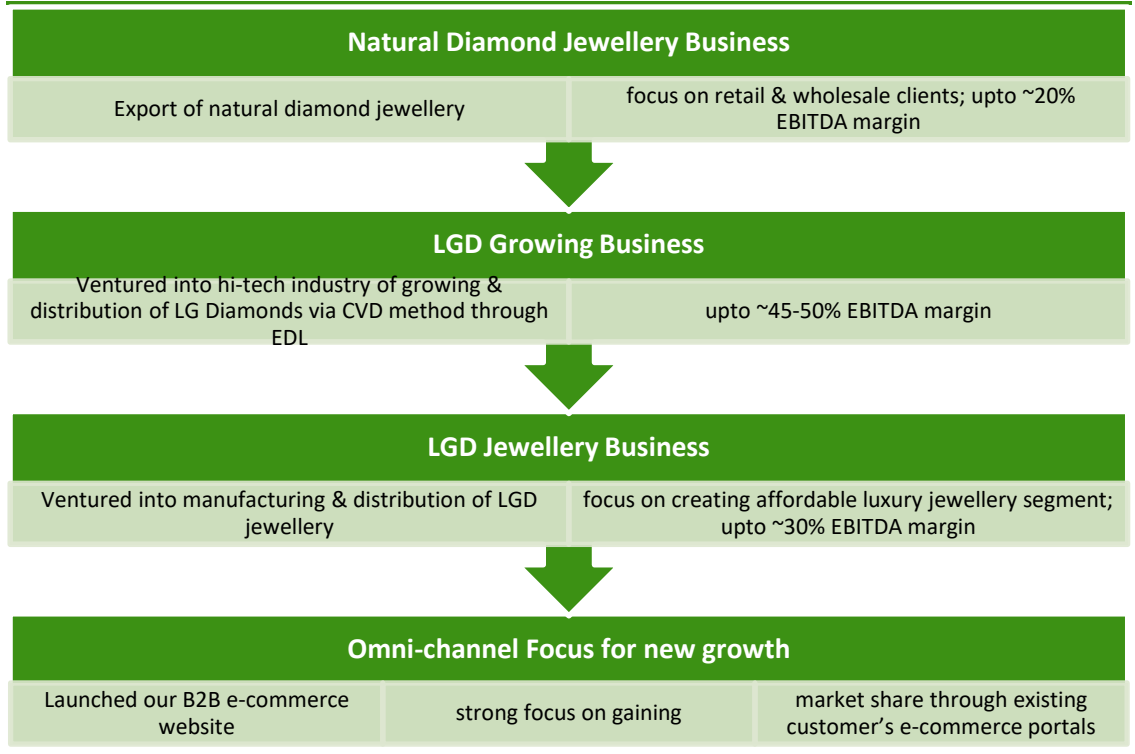 Natural Diamond Jewellery Business
Export of natural diamond jewellery
focus on retail & wholesale clients; upto ~20%
EBITDA margin
LGD Growing Business
Ventured into hi-tech industry of growing &
distribution of LG Diamonds via CVD method through
EDL
upto ~45-50% EBITDA margin
LGD Jewellery Business
Ventured into manufacturing & distribution of LGD
jewellery
focus on creating affordable luxury jewellery segment;
upto ~30% EBITDA margin
Omni-channel Focus for new growth
Launched our B2B e-commerce
website
strong focus on gaining
market share through existing
customer’s e-commerce portals